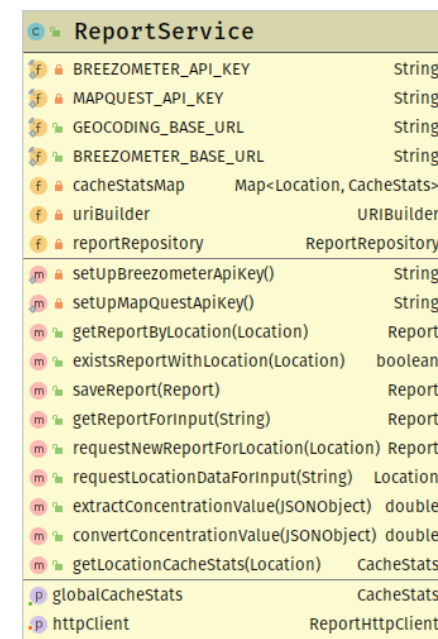 ReportService
BREEZOMETER_API_KEY String
MAPQUEST_API_KEY String
GEOCODING_BASE_URL String
BREEZOMETER_BASE_URL String
cacheStatsMap Map<Location, CacheStats>
uriBuilder URIBuilder
reportRepository ReportRepository
setUpBreezometerApiKey() String
setUpMapQuestApiKey() String
getReportByLocation(Location) Report
existsReportWithLocation(Location) boolean
saveReport(Report) Report
getReportForInput(String) Report
requestNewReportForLocation(Location) Report
requestLocationDataForInput(String) Location
extractConcentrationValue(JSONObject) double
convertConcentrationValue(JSONObject) double
getLocationCacheStats(Location) CacheStats
globalCacheStats CacheStats
httpClient ReportHttpClient